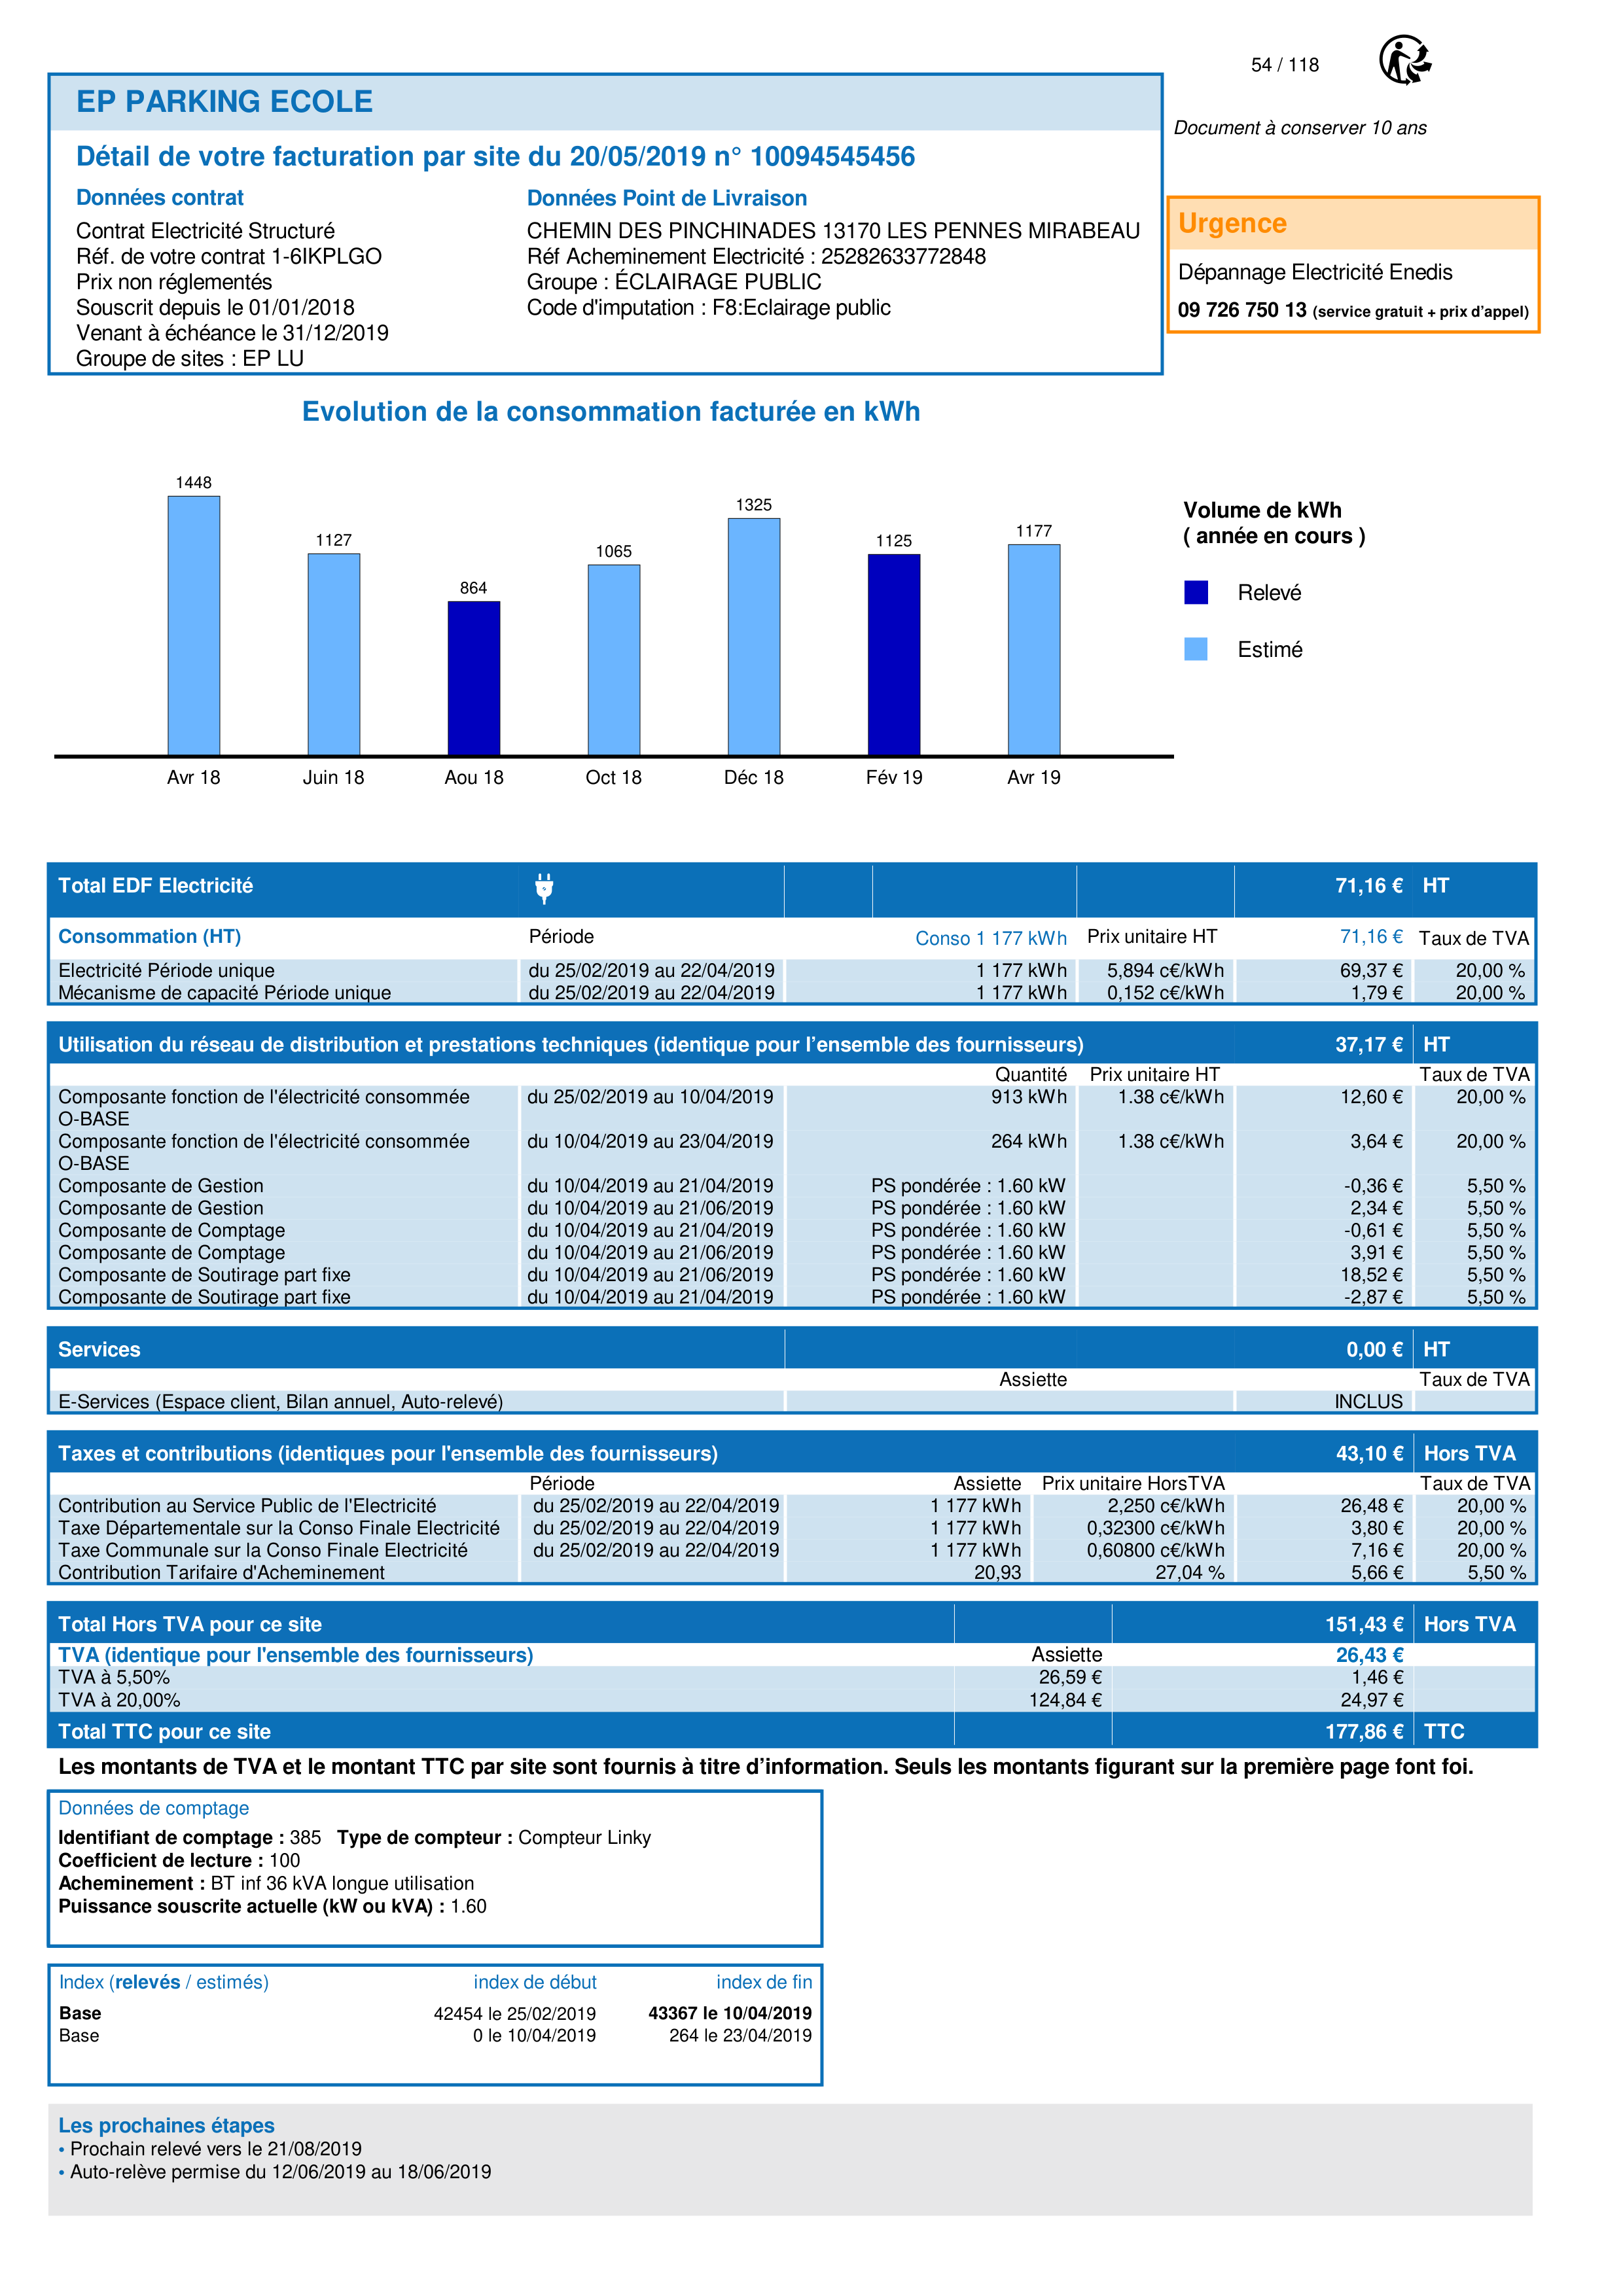 54 / 118
EP PARKING ECOLE
Document à conserver 10 ans
Détail de votre facturation par site du 20/05/2019 n° 10094545456
Données contrat
Contrat Electricité Structuré
Réf. de votre contrat 1-6IKPLGO
Prix non réglementés
Souscrit depuis le 01/01/2018
Venant à échéance le 31/12/2019
Groupe de sites : EP LU
Données Point de Livraison
CHEMIN DES PINCHINADES 13170 LES PENNES MIRABEAU
Réf Acheminement Electricité : 25282633772848
Groupe : ÉCLAIRAGE PUBLIC
Code d'imputation : F8:Eclairage public
Urgence
Dépannage Electricité Enedis
09 726 750 13 (service gratuit + prix d’appel)
Evolution de la consommation facturée en kWh
1448
1127
864
1065
1325
1125
1177
Avr 18
Juin 18
Aou 18
Oct 18
Déc 18
Fév 19
Avr 19
Volume de kWh
( année en cours )
Relevé
Estimé
Total EDF Electricité 71,16 € HT
Consommation (HT) Période Conso 1 177 kWh Prix unitaire HT 71,16 € Taux de TVA
Electricité Période unique du 25/02/2019 au 22/04/2019 1 177 kWh 5,894 c€/kWh 69,37 € 20,00 %
Mécanisme de capacité Période unique du 25/02/2019 au 22/04/2019 1 177 kWh 0,152 c€/kWh 1,79 € 20,00 %
Utilisation du réseau de distribution et prestations techniques (identique pour l’ensemble des fournisseurs) 37,17 € HT
Quantité Prix unitaire HT Taux de TVA
Composante fonction de l'électricité consommée du 25/02/2019 au 10/04/2019 913 kWh 1.38 c€/kWh 12,60 € 20,00 %
O-BASE
Composante fonction de l'électricité consommée du 10/04/2019 au 23/04/2019 264 kWh 1.38 c€/kWh 3,64 € 20,00 %
O-BASE
Composante de Gestion du 10/04/2019 au 21/04/2019 PS pondérée : 1.60 kW -0,36 € 5,50 %
Composante de Gestion du 10/04/2019 au 21/06/2019 PS pondérée : 1.60 kW 2,34 € 5,50 %
Composante de Comptage du 10/04/2019 au 21/04/2019 PS pondérée : 1.60 kW -0,61 € 5,50 %
Composante de Comptage du 10/04/2019 au 21/06/2019 PS pondérée : 1.60 kW 3,91 € 5,50 %
Composante de Soutirage part fixe du 10/04/2019 au 21/06/2019 PS pondérée : 1.60 kW 18,52 € 5,50 %
Composante de Soutirage part fixe du 10/04/2019 au 21/04/2019 PS pondérée : 1.60 kW -2,87 € 5,50 %
Services 0,00 € HT
Assiette Taux de TVA
E-Services (Espace client, Bilan annuel, Auto-relevé) INCLUS
Taxes et contributions (identiques pour l'ensemble des fournisseurs) 43,10 € Hors TVA
Période Assiette Prix unitaire HorsTVA Taux de TVA
Contribution au Service Public de l'Electricité du 25/02/2019 au 22/04/2019 1 177 kWh 2,250 c€/kWh 26,48 € 20,00 %
Taxe Départementale sur la Conso Finale Electricité du 25/02/2019 au 22/04/2019 1 177 kWh 0,32300 c€/kWh 3,80 € 20,00 %
Taxe Communale sur la Conso Finale Electricité du 25/02/2019 au 22/04/2019 1 177 kWh 0,60800 c€/kWh 7,16 € 20,00 %
Contribution Tarifaire d'Acheminement 20,93 27,04 % 5,66 € 5,50 %
Total Hors TVA pour ce site 151,43 € Hors TVA
TVA (identique pour l'ensemble des fournisseurs) Assiette 26,43 €
TVA à 5,50% 26,59 € 1,46 €
TVA à 20,00% 124,84 € 24,97 €
Total TTC pour ce site 177,86 € TTC
Les montants de TVA et le montant TTC par site sont fournis à titre d’information. Seuls les montants figurant sur la première page font foi.
Données de comptage
Identifiant de comptage : 385 Type de compteur : Compteur Linky
Coefficient de lecture : 100
Acheminement : BT inf 36 kVA longue utilisation
Puissance souscrite actuelle (kW ou kVA) : 1.60
Index (relevés / estimés) index de début index de fin
Base 42454 le 25/02/2019 43367 le 10/04/2019
Base 0 le 10/04/2019 264 le 23/04/2019
Les prochaines étapes
• Prochain relevé vers le 21/08/2019
• Auto-relève permise du 12/06/2019 au 18/06/2019